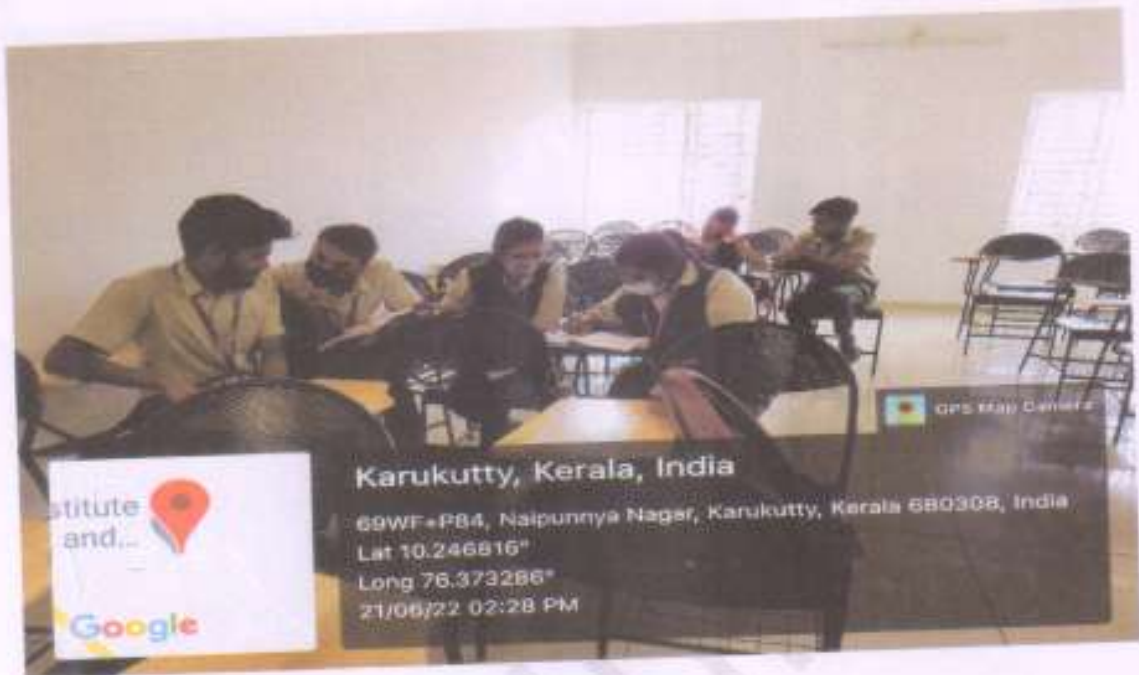 GPS Map Camera
Karukutty, Kerala, India
stitute
and...
69WF+P84, Naipunnya Nagar, Karukutty, Kerala 680308, India
Lat 10.246816°
Long 76.373286°
21/06/22 02:28 PM
Google